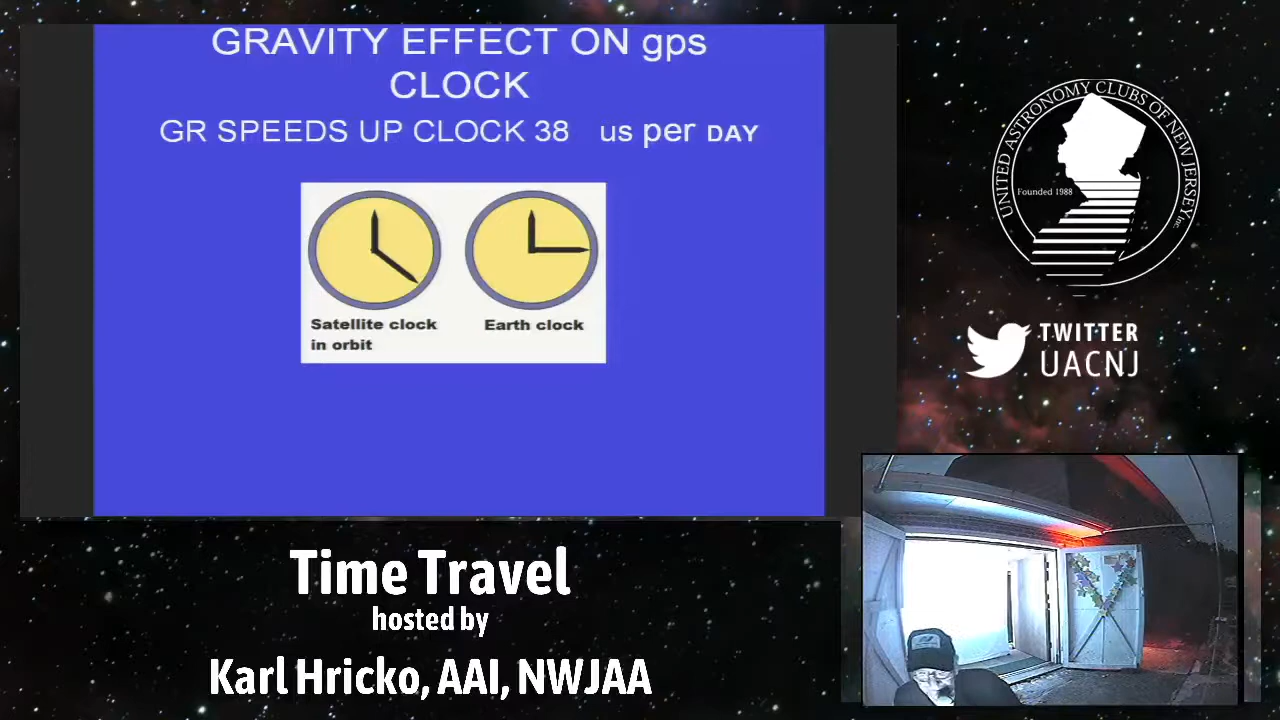 GRAVITY EFFECT ON gps
CLOCK
GR SPEEDS UP CLOCK 38 us per DAY
Satellite clock
in orbit
Earth clock
UNITED ASTRONOMY CLUBS OF NEW JERSEY Inc.
Founded 1988
TWITTER
UACNJ
Time Travel
hosted by
Karl Hricko, AAI, NWJAA